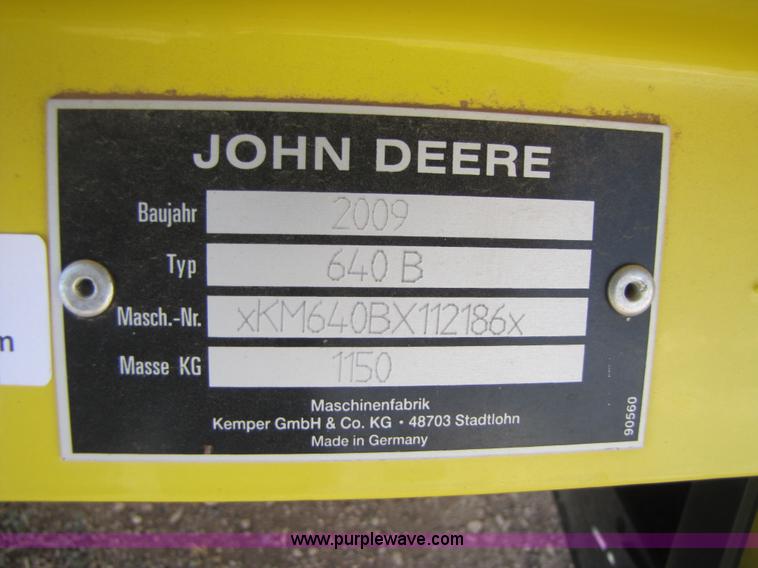 JOHN DEERE
Baujahr 2009
Typ 640 B
Masch.-Nr. xKM640BX112186x
Masse KG 1150
Maschinenfabrik
Kemper GmbH & Co. KG • 48703 Stadtlohn
Made in Germany
90560
m
www.purplewave.com